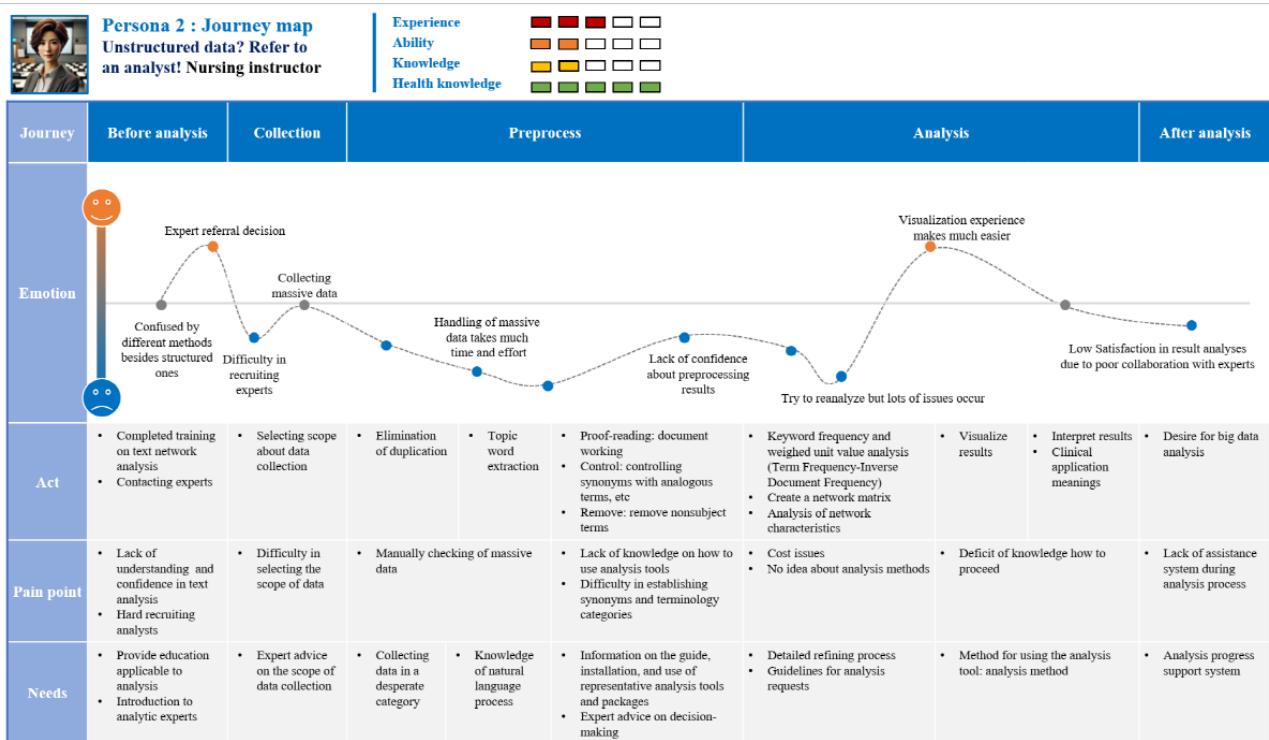 Persona 2 : Journey map
Unstructured data? Refer to
an analyst! Nursing instructor
Experience
Ability
Knowledge
Health knowledge
Journey
Before analysis
Collection
Preprocess
Analysis
After analysis
Emotion
Expert referral decision
Confused by
different methods
besides structured
ones
Difficulty in
recruiting
experts
Collecting
massive data
Handling of massive
data takes much
time and effort
Lack of confidence
about preprocessing
results
Try to reanalyze but lots of issues occur
Visualization experience
makes much easier
Low Satisfaction in result analyses
due to poor collaboration with experts
Act
• Completed training
on text network
analysis
• Contacting experts
• Selecting scope
about data
collection
• Elimination
of duplication
• Topic
word
extraction
• Proof-reading: document
working
• Control: controlling
synonyms with analogous
terms, etc
• Remove: remove nonsubject
terms
• Keyword frequency and
weighed unit value analysis
(Term Frequency-Inverse
Document Frequency)
• Create a network matrix
• Analysis of network
characteristics
• Visualize
results
• Interpret results
• Clinical
application
meanings
• Desire for big data
analysis
Pain point
• Lack of
understanding and
confidence in text
analysis
• Hard recruiting
analysts
• Difficulty in
selecting the
scope of data
• Manually checking of massive
data
• Lack of knowledge on how to
use analysis tools
• Difficulty in establishing
synonyms and terminology
categories
• Cost issues
• No idea about analysis methods
• Deficit of knowledge how to
proceed
• Lack of assistance
system during
analysis process
Needs
• Provide education
applicable to
analysis
• Introduction to
analytic experts
• Expert advice
on the scope of
data collection
• Collecting
data in a
desperate
category
• Knowledge
of natural
language
process
• Information on the guide,
installation, and use of
representative analysis tools
and packages
• Expert advice on decision-
making
• Detailed refining process
• Guidelines for analysis
requests
• Method for using the analysis
tool: analysis method
• Analysis progress
support system